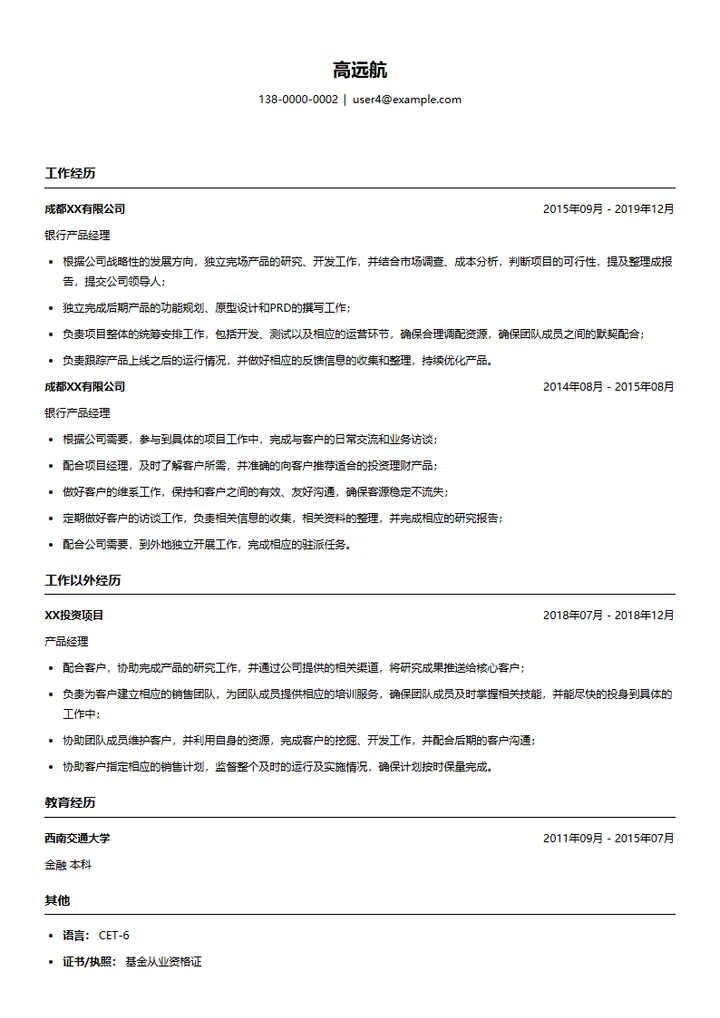 高远航
138-0000-0002 | user4@example.com
工作经历
成都XX有限公司 2015年09月 - 2019年12月
银行产品经理
• 根据公司战略性的发展方向，独立完场产品的研究、开发工作，并结合市场调查、成本分析，判断项目的可行性，提及整理成报
告，提交公司领导人；
• 独立完成后期产品的功能规划、原型设计和PRD的撰写工作；
• 负责项目整体的统筹安排工作，包括开发、测试以及相应的运营环节，确保合理调配资源，确保团队成员之间的默契配合；
• 负责跟踪产品上线之后的运行情况，并做好相应的反馈信息的收集和整理，持续优化产品。
成都XX有限公司 2014年08月 - 2015年08月
银行产品经理
• 根据公司需要，参与到具体的项目工作中，完成与客户的日常交流和业务访谈；
• 配合项目经理，及时了解客户所需，并准确的向客户推荐适合的投资理财产品；
• 做好客户的维系工作，保持和客户之间的有效、友好沟通，确保客源稳定不流失；
• 定期做好客户的访谈工作，负责相关信息的收集，相关资料的整理，并完成相应的研究报告；
• 配合公司需要，到外地独立开展工作，完成相应的驻派任务。
工作以外经历
XX投资项目 2018年07月 - 2018年12月
产品经理
• 配合客户，协助完成产品的研究工作，并通过公司提供的相关渠道，将研究成果推送给核心客户；
• 负责为客户建立相应的销售团队，为团队成员提供相应的培训服务，确保团队成员及时掌握相关技能，并能尽快的投身到具体的
工作中；
• 协助团队成员维护客户，并利用自身的资源，完成客户的挖掘、开发工作，并配合后期的客户沟通；
• 协助客户指定相应的销售计划，监督整个及时的运行及实施情况，确保计划按时保量完成。
教育经历
西南交通大学 2011年09月 - 2015年07月
金融 本科
其他
• 语言： CET-6
• 证书/执照： 基金从业资格证